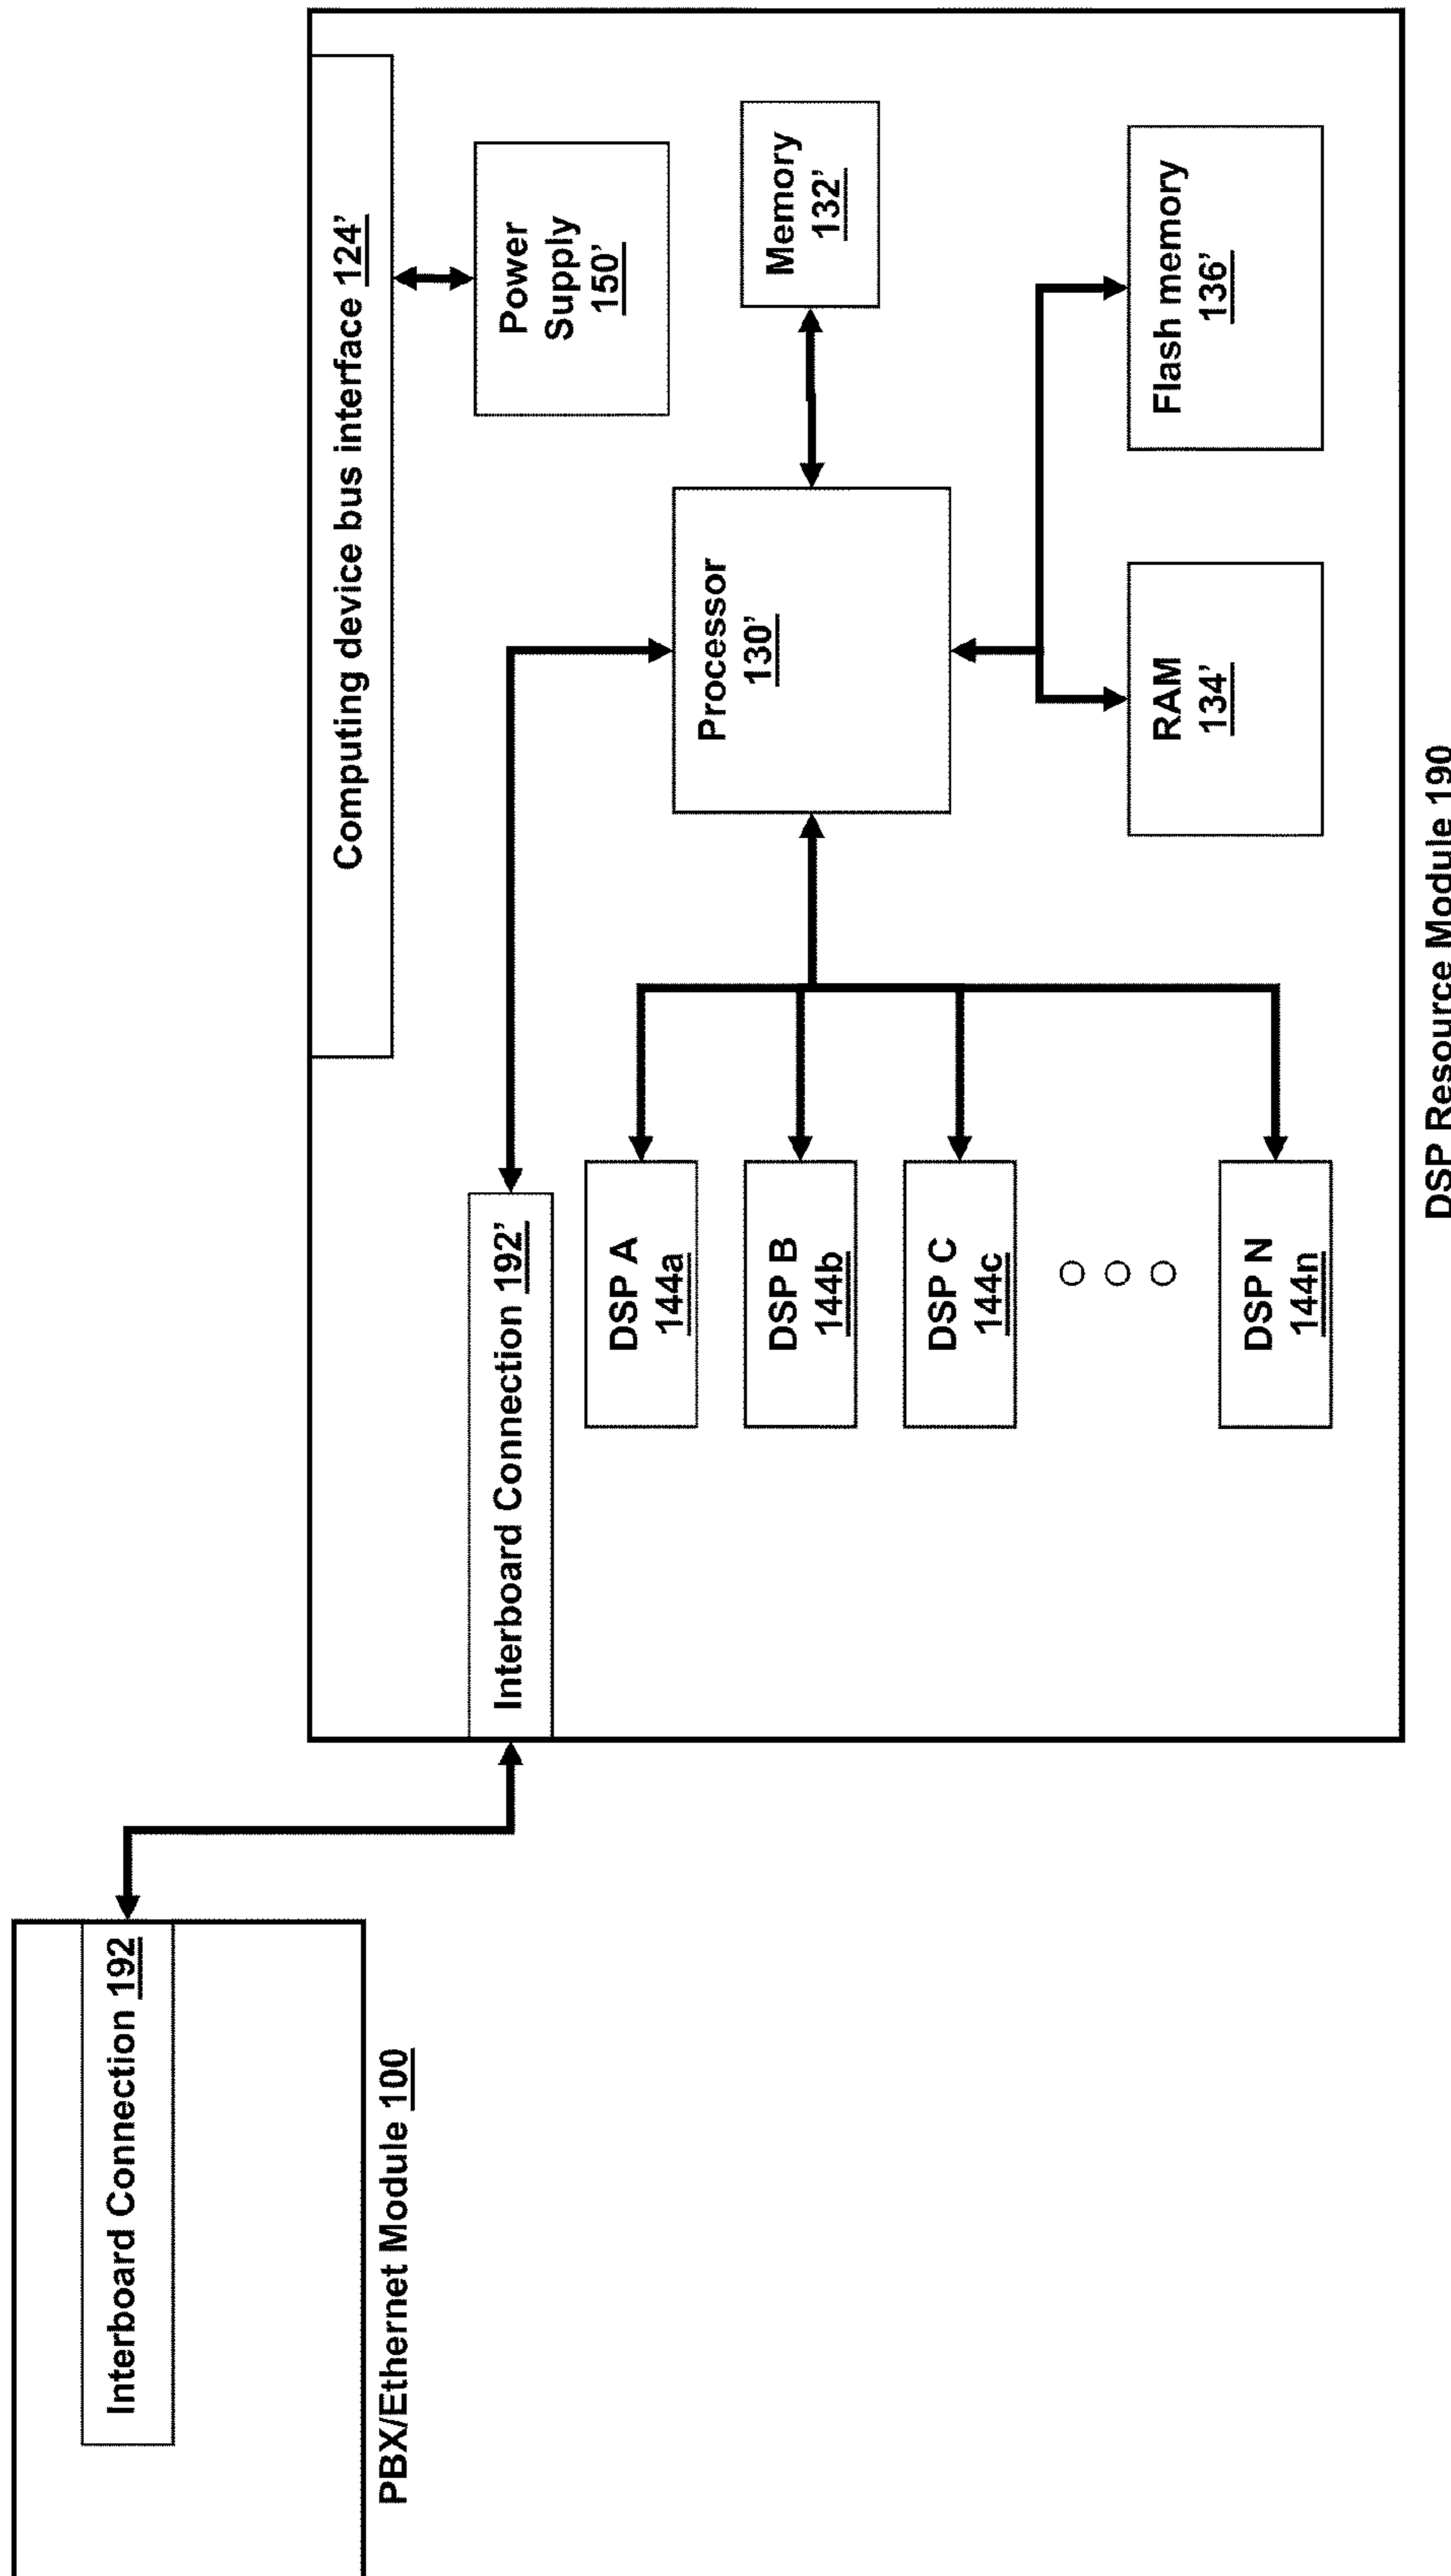 Interboard Connection 192
PBX/Ethernet Module 100
Computing device bus interface 124’
Power
Supply
150’
Memory
132’
Interboard Connection 192’
Processor
130’
DSP A
144a
DSP B
144b
DSP C
144c
DSP N
144n
RAM
134’
Flash memory
136’
DSP Resource Module 190